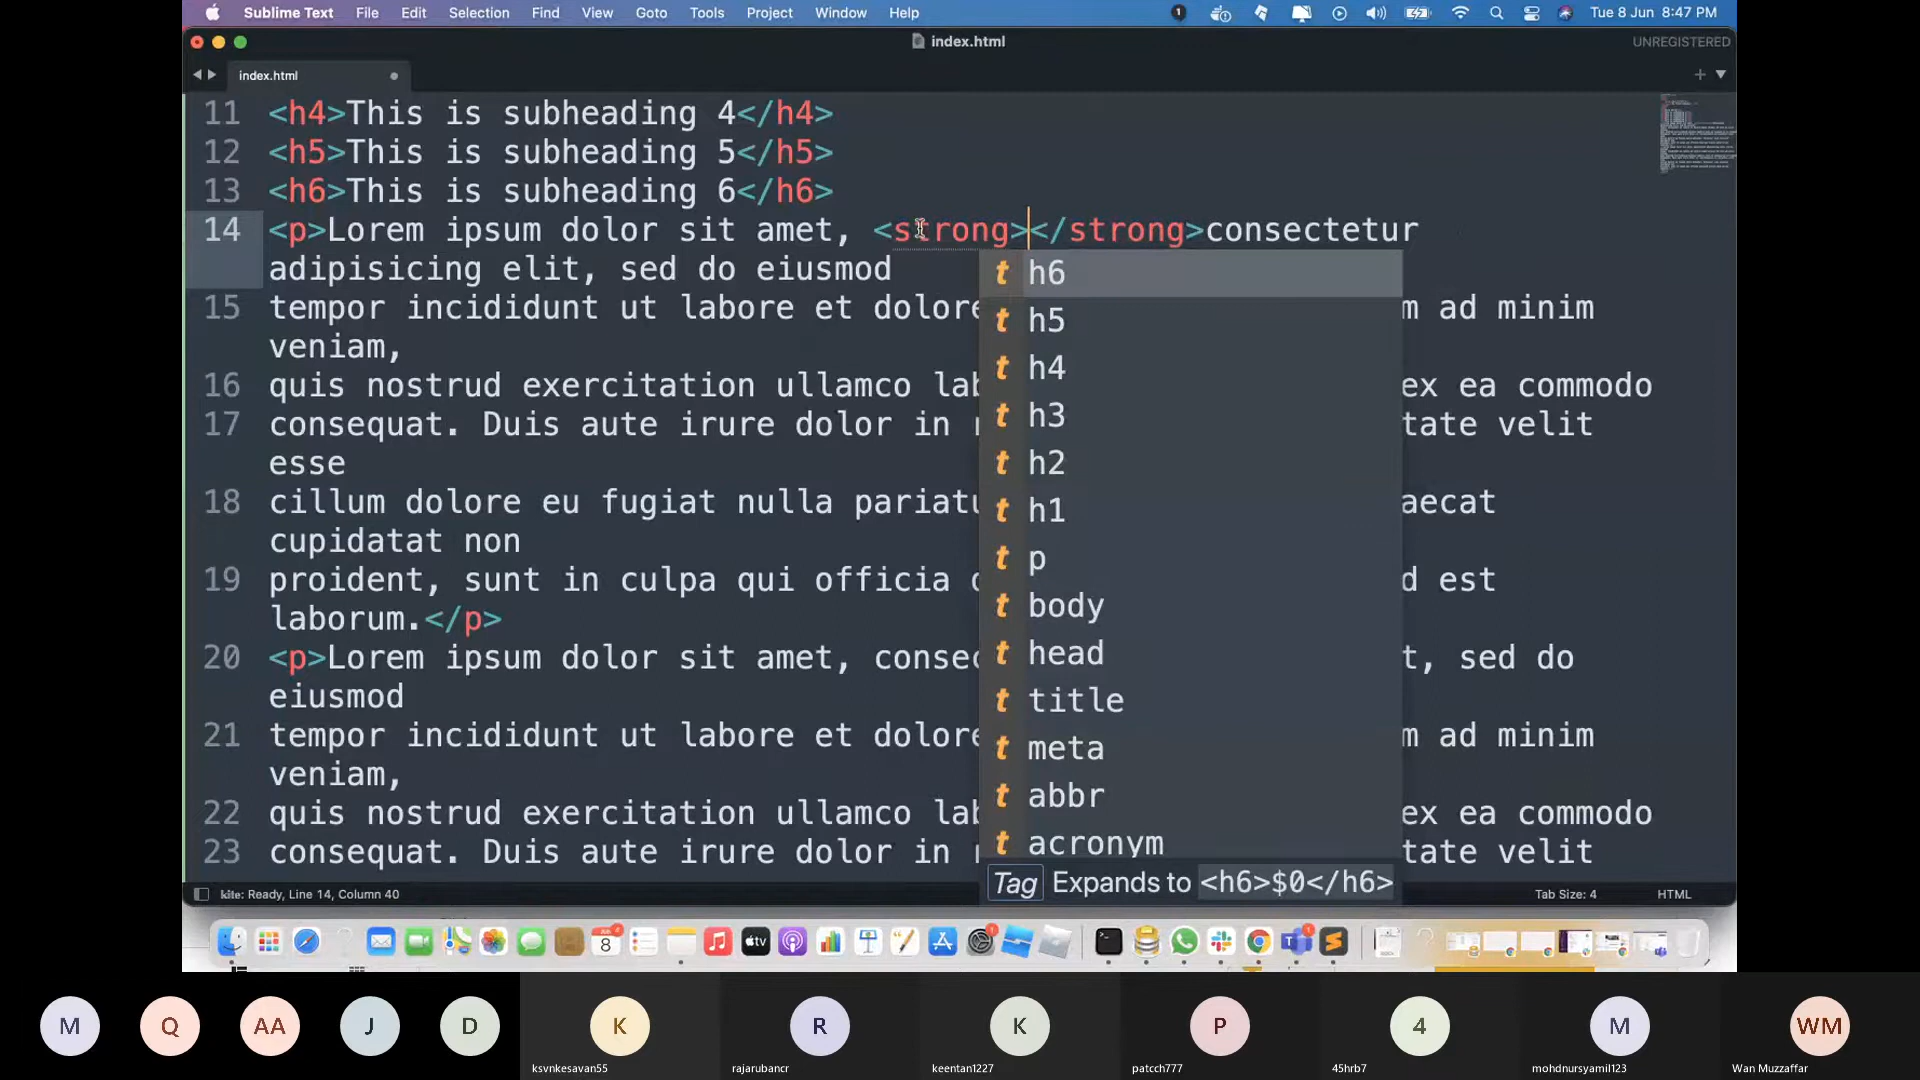 Sublime Text File Edit Selection Find View Goto Tools Project Window Help Tue 8 Jun 8:47 PM
index.html UNREGISTERED
index.html
11 <h4>This is subheading 4</h4>
12 <h5>This is subheading 5</h5>
13 <h6>This is subheading 6</h6>
14 <p>Lorem ipsum dolor sit amet, <strong></strong>consectetur
adipisicing elit, sed do eiusmod
h6
15 tempor incididunt ut labore et dolore m ad minim
h5
veniam,
h4
16 quis nostrud exercitation ullamco lab ex ea commodo
h3
17 consequat. Duis aute irure dolor in tate velit
esse
h2
18 cillum dolore eu fugiat nulla pariatu aecat
h1
cupidatat non
p
19 proident, sunt in culpa qui officia d est
body
laborum.</p>
head
20 <p>Lorem ipsum dolor sit amet, consec t, sed do
eiusmod
title
21 tempor incididunt ut labore et dolore m ad minim
meta
veniam,
abbr
22 quis nostrud exercitation ullamco lab ex ea commodo
acronym
23 consequat. Duis aute irure dolor in tate velit
Tag Expands to <h6>$0</h6>
kite: Ready, Line 14, Column 40 Tab Size: 4 HTML
tv
8
M Q AA J D K R K P 4 M WM
ksvnkesavan55 rajarubancr keentan1227 patcch777 45hrb7 mohdnursyamil123 Wan Muzzaffar